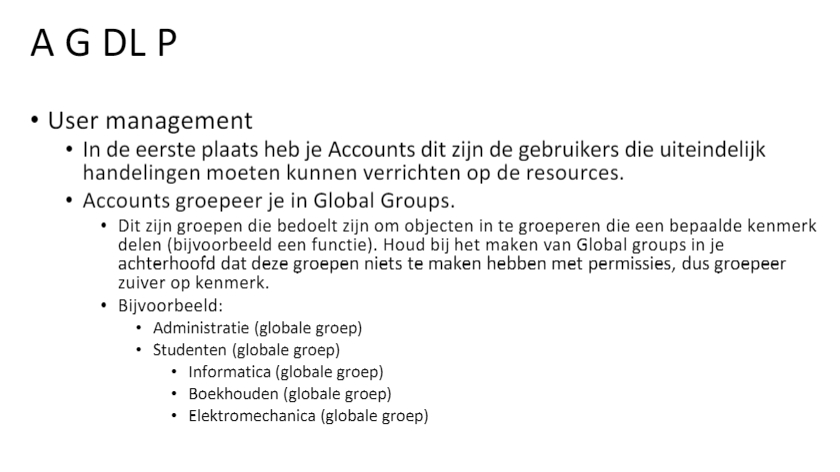 A G DL P
• User management
• In de eerste plaats heb je Accounts dit zijn de gebruikers die uiteindelijk
handelingen moeten kunnen verrichten op de resources.
• Accounts groepeer je in Global Groups.
• Dit zijn groepen die bedoelt zijn om objecten in te groeperen die een bepaalde kenmerk
delen (bijvoorbeeld een functie). Houd bij het maken van Global groups in je
achterhoofd dat deze groepen niets te maken hebben met permissies, dus groepeer
zuiver op kenmerk.
• Bijvoorbeeld:
• Administratie (globale groep)
• Studenten (globale groep)
• Informatica (globale groep)
• Boekhouden (globale groep)
• Elektromechanica (globale groep)